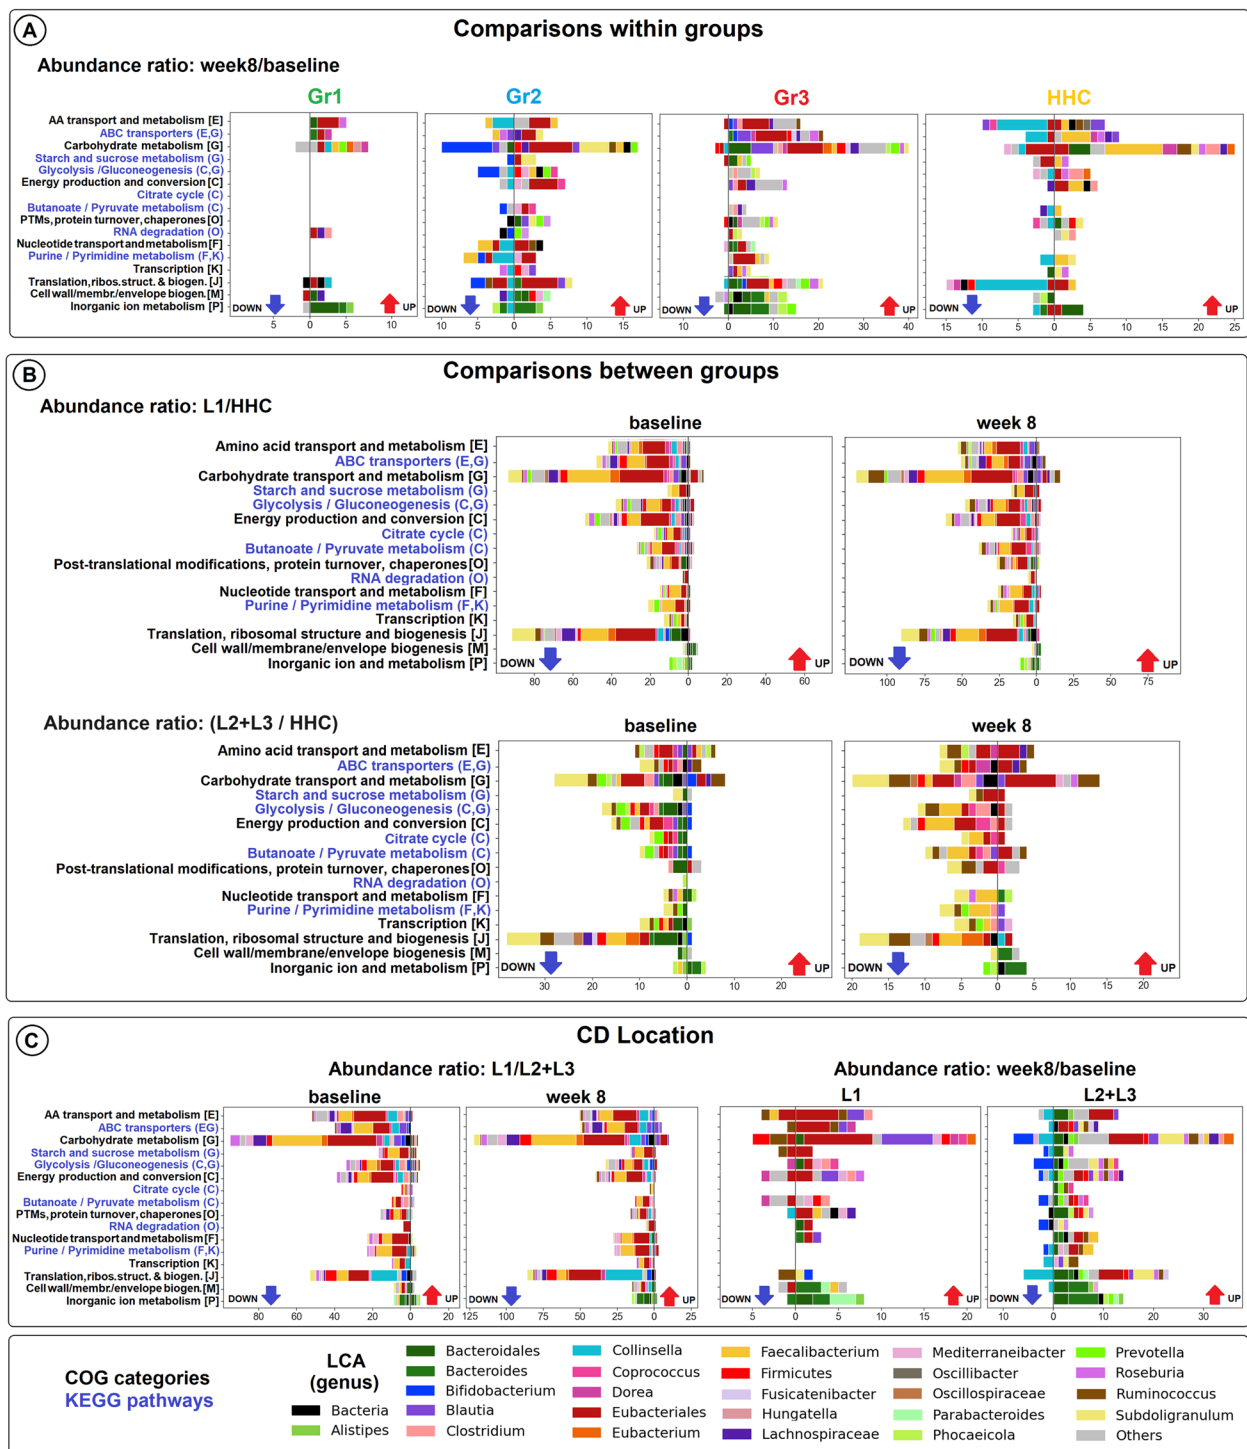 A
Comparisons within groups
Abundance ratio: week8/baseline
Gr1
Gr2
Gr3
HHC
AA transport and metabolism [E]
ABC transporters (E,G)
Carbohydrate metabolism [G]
Starch and sucrose metabolism (G)
Glycolysis /Gluconeogenesis (C,G)
Energy production and conversion [C]
Citrate cycle (C)
Butanoate / Pyruvate metabolism (C)
PTMs, protein turnover, chaperones [O]
RNA degradation (O)
Nucleotide transport and metabolism [F]
Purine / Pyrimidine metabolism (F,K)
Transcription [K]
Translation,ribos.struct. & biogen. [J]
Cell wall/membr/envelope biogen. [M]
Inorganic ion metabolism [P]
DOWN UP DOWN UP DOWN UP DOWN UP
5 0 5 10
10 5 0 5 10 15
10 0 10 20 30 40
15 10 5 0 5 10 15 20 25
B
Comparisons between groups
Abundance ratio: L1/HHC
baseline
week 8
Amino acid transport and metabolism [E]
ABC transporters (E,G)
Carbohydrate transport and metabolism [G]
Starch and sucrose metabolism (G)
Glycolysis / Gluconeogenesis (C,G)
Energy production and conversion [C]
Citrate cycle (C)
Butanoate / Pyruvate metabolism (C)
Post-translational modifications, protein turnover, chaperones[O]
RNA degradation (O)
Nucleotide transport and metabolism [F]
Purine / Pyrimidine metabolism (F,K)
Transcription [K]
Translation, ribosomal structure and biogenesis [J]
Cell wall/membrane/envelope biogenesis [M]
Inorganic ion and metabolism [P]
DOWN UP DOWN UP
80 60 40 20 0 20 40 60
100 75 50 25 0 25 50 75
Abundance ratio: (L2+L3 / HHC)
baseline
week 8
Amino acid transport and metabolism [E]
ABC transporters (E,G)
Carbohydrate transport and metabolism [G]
Starch and sucrose metabolism (G)
Glycolysis / Gluconeogenesis (C,G)
Energy production and conversion [C]
Citrate cycle (C)
Butanoate / Pyruvate metabolism (C)
Post-translational modifications, protein turnover, chaperones[O]
RNA degradation (O)
Nucleotide transport and metabolism [F]
Purine / Pyrimidine metabolism (F,K)
Transcription [K]
Translation, ribosomal structure and biogenesis [J]
Cell wall/membrane/envelope biogenesis [M]
Inorganic ion and metabolism [P]
DOWN UP DOWN UP
30 20 10 0 10 20
20 15 10 5 0 5 10 15 20
C
CD Location
Abundance ratio: L1/L2+L3
Abundance ratio: week8/baseline
baseline
week 8
L1
L2+L3
AA transport and metabolism [E]
ABC transporters (EG)
Carbohydrate metabolism [G]
Starch and sucrose metabolism (G)
Glycolysis /Gluconeogenesis (C,G)
Energy production and conversion[C]
Citrate cycle (C)
Butanoate / Pyruvate metabolism (C)
PTMs, protein turnover, chaperones[O]
RNA degradation (O)
Nucleotide transport and metabolism[F]
Purine / Pyrimidine metabolism (F,K)
Transcription [K]
Translation,ribos.struct. & biogen. [J]
Cell wall/membr./envelope biogen. [M]
Inorganic ion metabolism [P]
DOWN UP DOWN UP DOWN UP DOWN UP
80 60 40 20 0 20
125 100 75 50 25 0 25
5 0 5 10 15 20
10 0 10 20 30
COG categories
KEGG pathways
LCA
(genus)
Bacteria
Alistipes
Bacteroidales
Bacteroides
Bifidobacterium
Blautia
Clostridium
Collinsella
Coprococcus
Dorea
Eubacteriales
Eubacterium
Faecalibacterium
Firmicutes
Fusicatenibacter
Hungatella
Lachnospiraceae
Mediterraneibacter
Oscillibacter
Oscillospiraceae
Parabacteroides
Phocaeicola
Prevotella
Roseburia
Ruminococcus
Subdoligranulum
Others